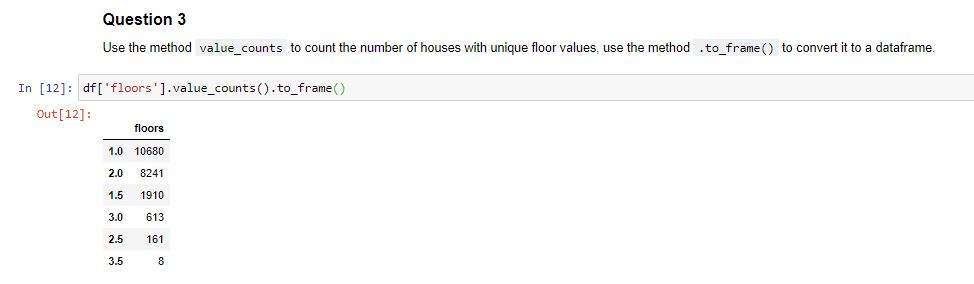 Question 3
Use the method value_counts to count the number of houses with unique floor values, use the method .to_frame() to convert it to a dataframe.
In [12]: df['floors'].value_counts().to_frame()
Out[12]:
floors
1.0 10680
2.0 8241
1.5 1910
3.0 613
2.5 161
3.5 8